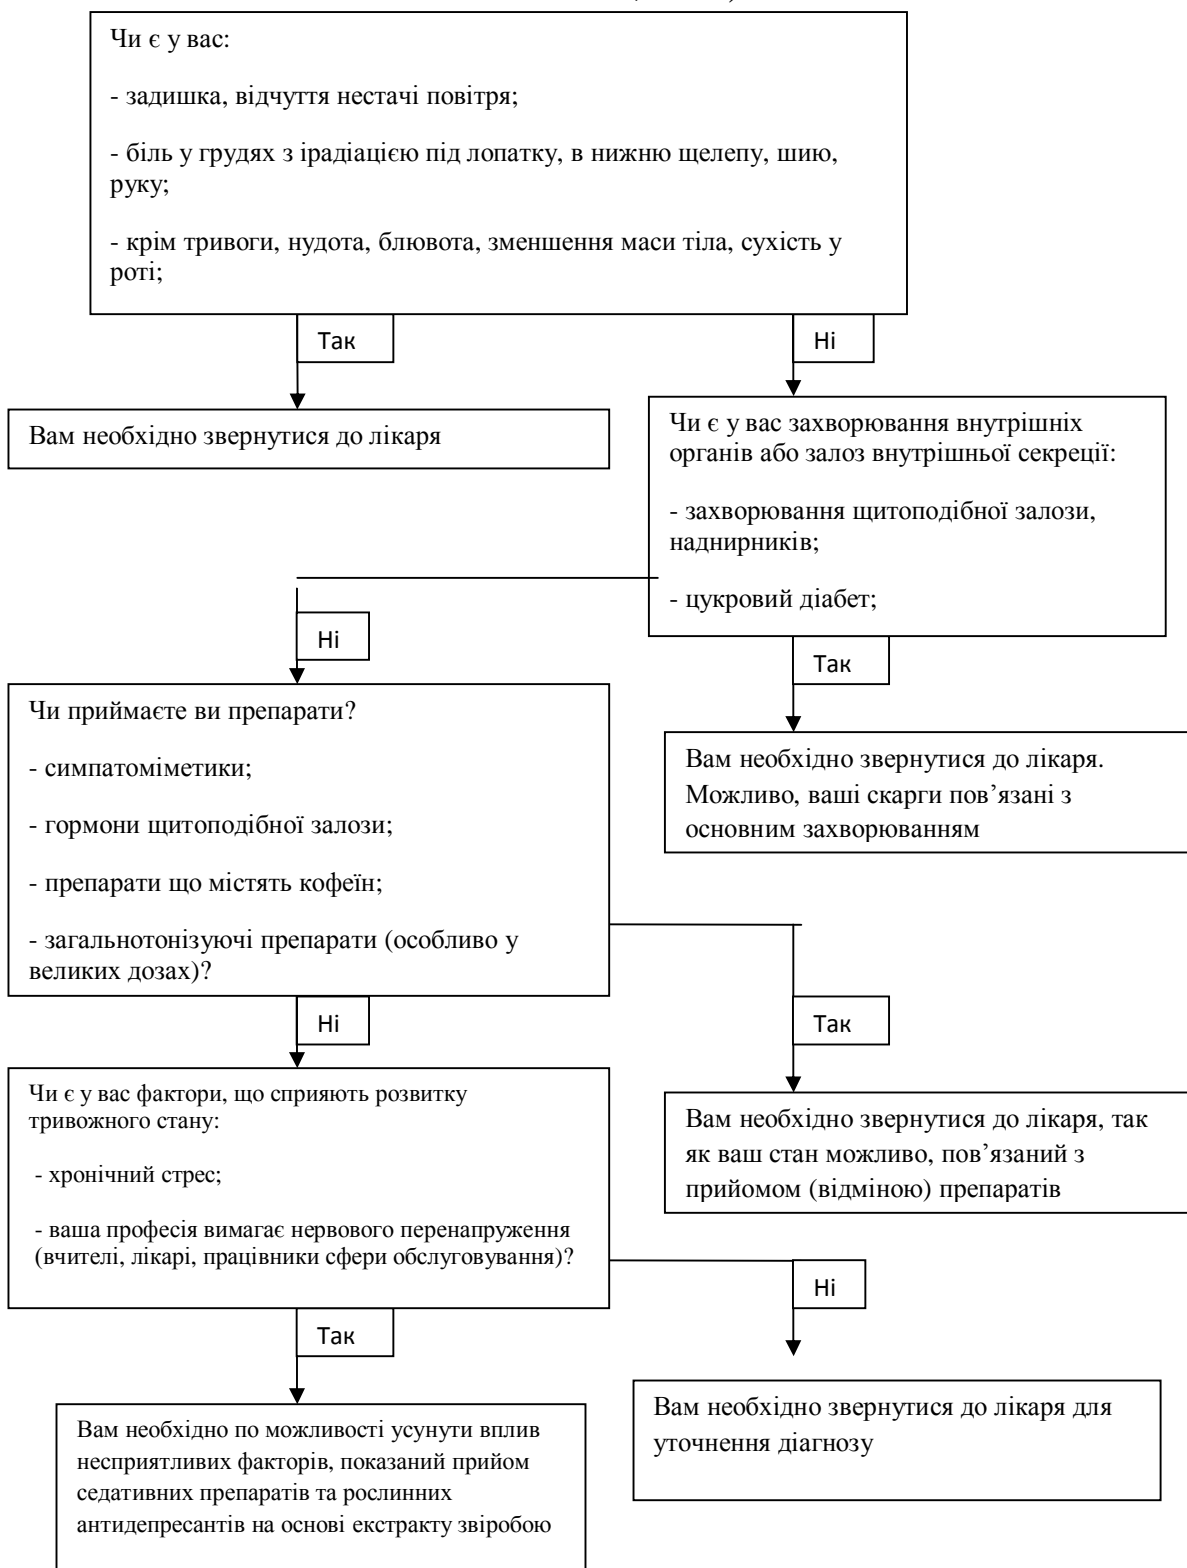 Чи є у вас:
- задишка, відчуття нестачі повітря;
- біль у грудях з ірадіацією під лопатку, в нижню щелепу, шию,
руку;
- крім тривоги, нудота, блювота, зменшення маси тіла, сухість у
роті;
Так
Ні
Вам необхідно звернутися до лікаря
Чи є у вас захворювання внутрішніх
органів або залоз внутрішньої секреції:
- захворювання щитоподібної залози,
наднирників;
- цукровий діабет;
Ні
Так
Чи приймаєте ви препарати?
- симпатоміметики;
- гормони щитоподібної залози;
- препарати що містять кофеїн;
- загальнотонізуючі препарати (особливо у
великих дозах)?
Вам необхідно звернутися до лікаря.
Можливо, ваші скарги пов’язані з
основним захворюванням
Ні
Так
Чи є у вас фактори, що сприяють розвитку
тривожного стану:
- хронічний стрес;
- ваша професія вимагає нервового перенапруження
(вчителі, лікарі, працівники сфери обслуговування)?
Вам необхідно звернутися до лікаря, так
як ваш стан можливо, пов’язаний з
прийомом (відміною) препаратів
Так
Ні
Вам необхідно по можливості усунути вплив
несприятливих факторів, показаний прийом
седативних препаратів та рослинних
антидепресантів на основі екстракту звіробою
Вам необхідно звернутися до лікаря для
уточнення діагнозу